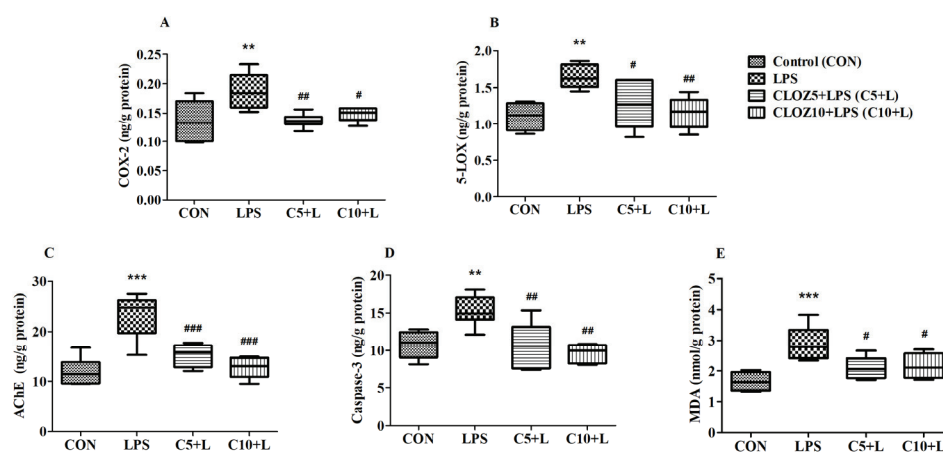 A
COX-2 (ng/g protein)
0.25
0.20
0.15
0.10
0.05
0.00
**
##
#
CON LPS C5+L C10+L
B
5-LOX (ng/g protein)
2.0
1.5
1.0
0.5
0.0
**
#
##
CON LPS C5+L C10+L
Control (CON)
LPS
CLOZ5+LPS (C5+L)
CLOZ10+LPS (C10+L)
C
AChE (ng/g protein)
30
20
10
0
***
###
###
CON LPS C5+L C10+L
D
Caspase-3 (ng/g protein)
20
15
10
5
0
**
##
##
CON LPS C5+L C10+L
E
MDA (nmol/g protein)
5
4
3
2
1
0
***
#
#
CON LPS C5+L C10+L